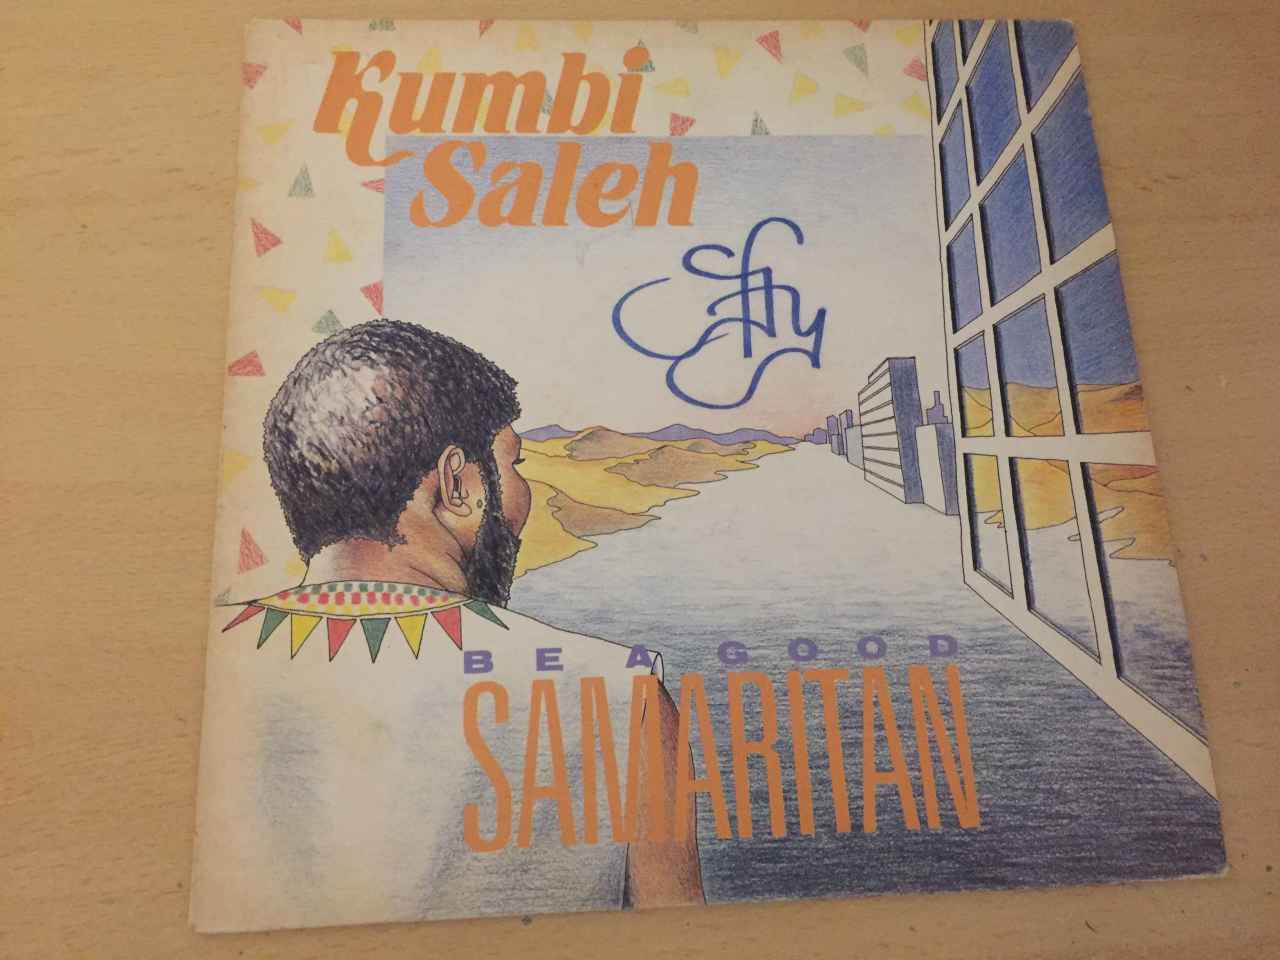 Kumbi
Saleh
BE A GOOD
SAMARITAN